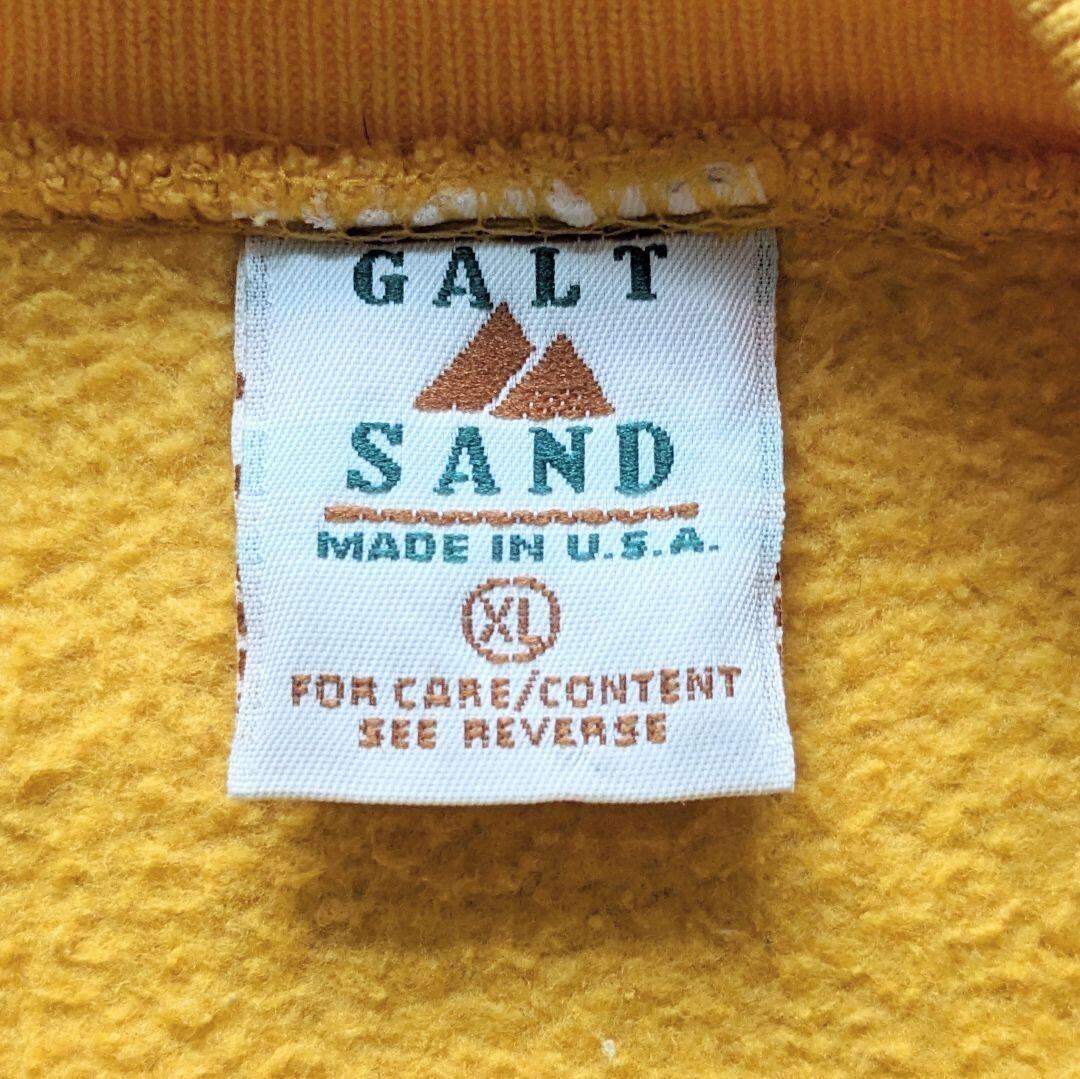 GALT
SAND
MADE IN U.S.A.
XL
FOR CARE/CONTENT
SEE REVERSE